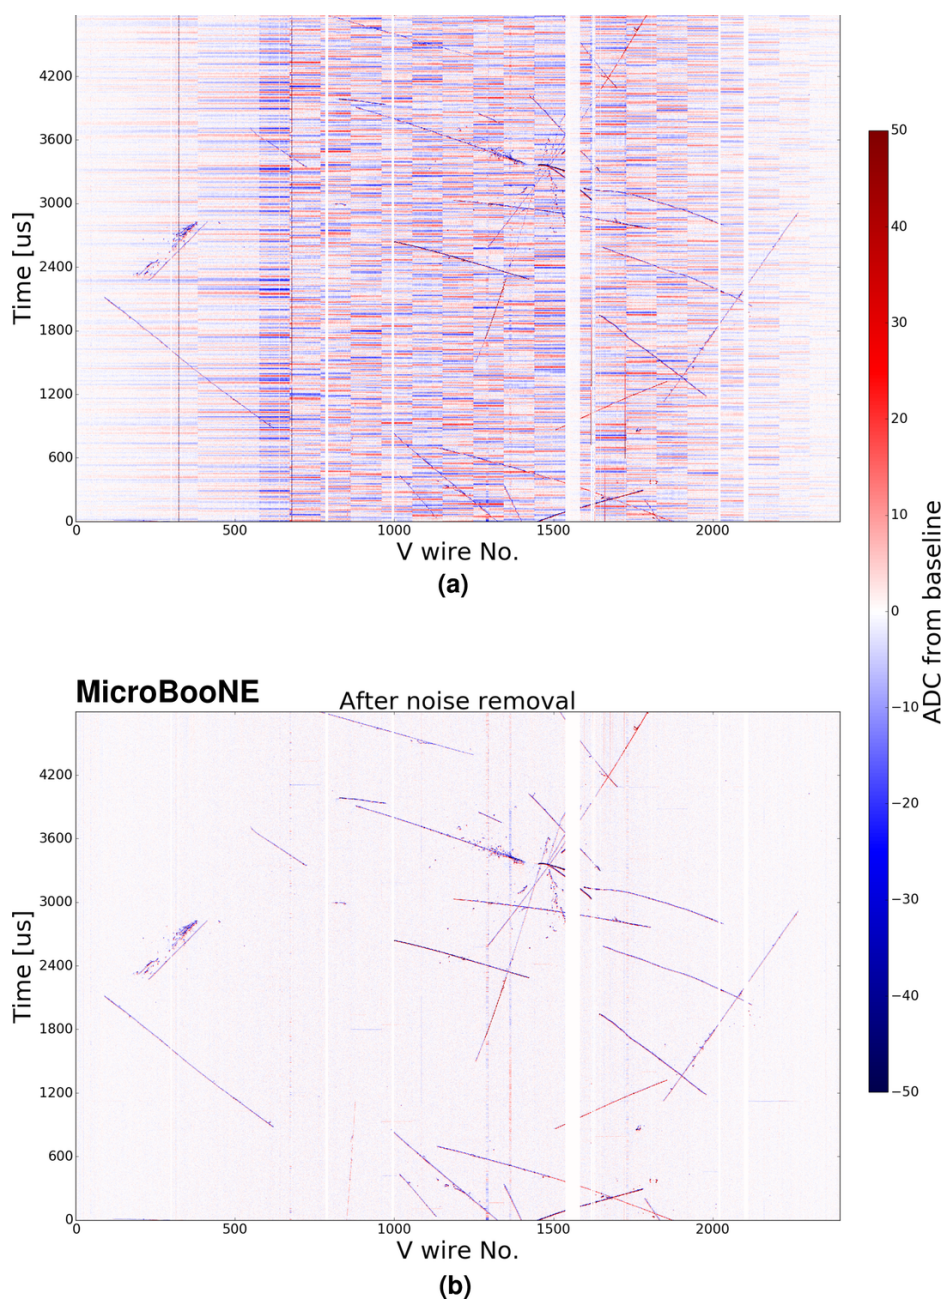 4200
3600
3000
2400
1800
1200
600
0
Time [us]
0 500 1000 1500 2000
V wire No.
(a)
50
40
30
20
10
0
−10
−20
−30
−40
−50
ADC from baseline
MicroBooNE
After noise removal
4200
3600
3000
2400
1800
1200
600
0
Time [us]
0 500 1000 1500 2000
V wire No.
(b)